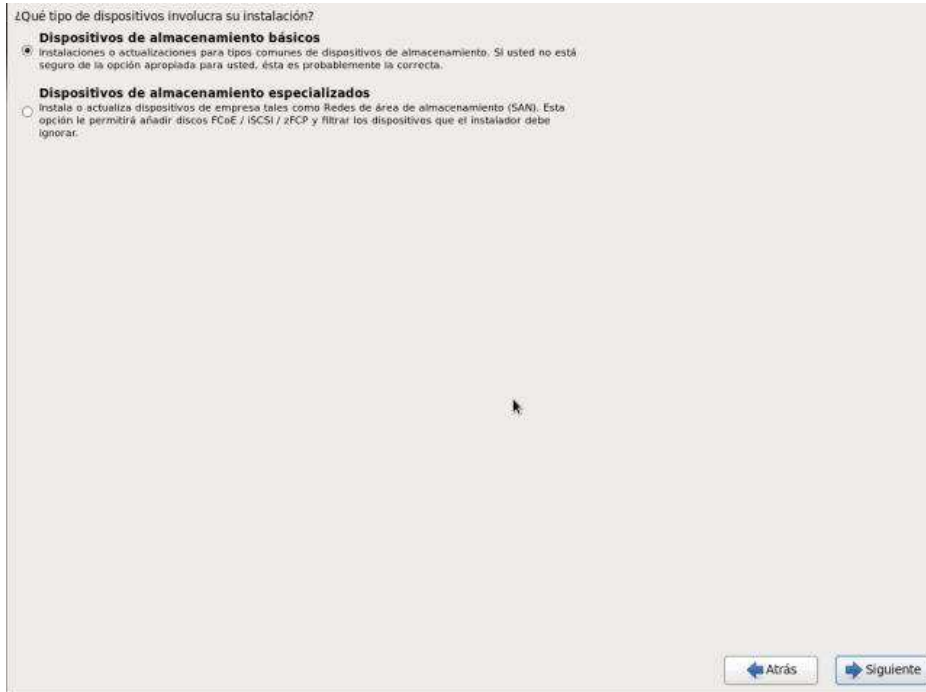 ¿Qué tipo de dispositivos involucra su instalación?
Dispositivos de almacenamiento básicos
Instalaciones o actualizaciones para tipos comunes de dispositivos de almacenamiento. Si usted no está
seguro de la opción apropiada para usted, ésta es probablemente la correcta.
Dispositivos de almacenamiento especializados
Instala o actualiza dispositivos de empresa tales como Redes de área de almacenamiento (SAN). Esta
opción le permitirá añadir discos FCoE / iSCSI / zFCP y filtrar los dispositivos que el instalador debe
ignorar.
Atrás
Siguiente